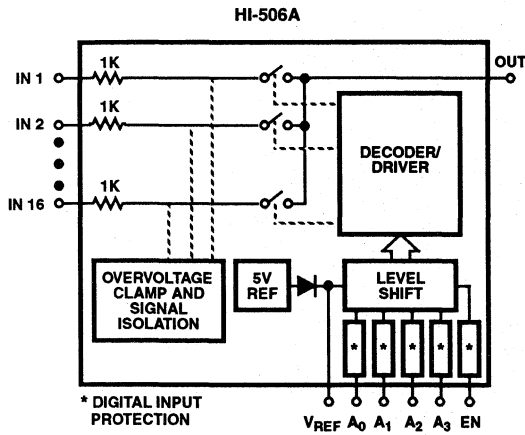 HI-506A
IN 1
1K
OUT
IN 2
1K
DECODER/
DRIVER
IN 16
1K
OVERVOLTAGE
CLAMP AND
SIGNAL
ISOLATION
5V
REF
LEVEL
SHIFT
* * * * *
* DIGITAL INPUT
PROTECTION
VREF A0 A1 A2 A3 EN